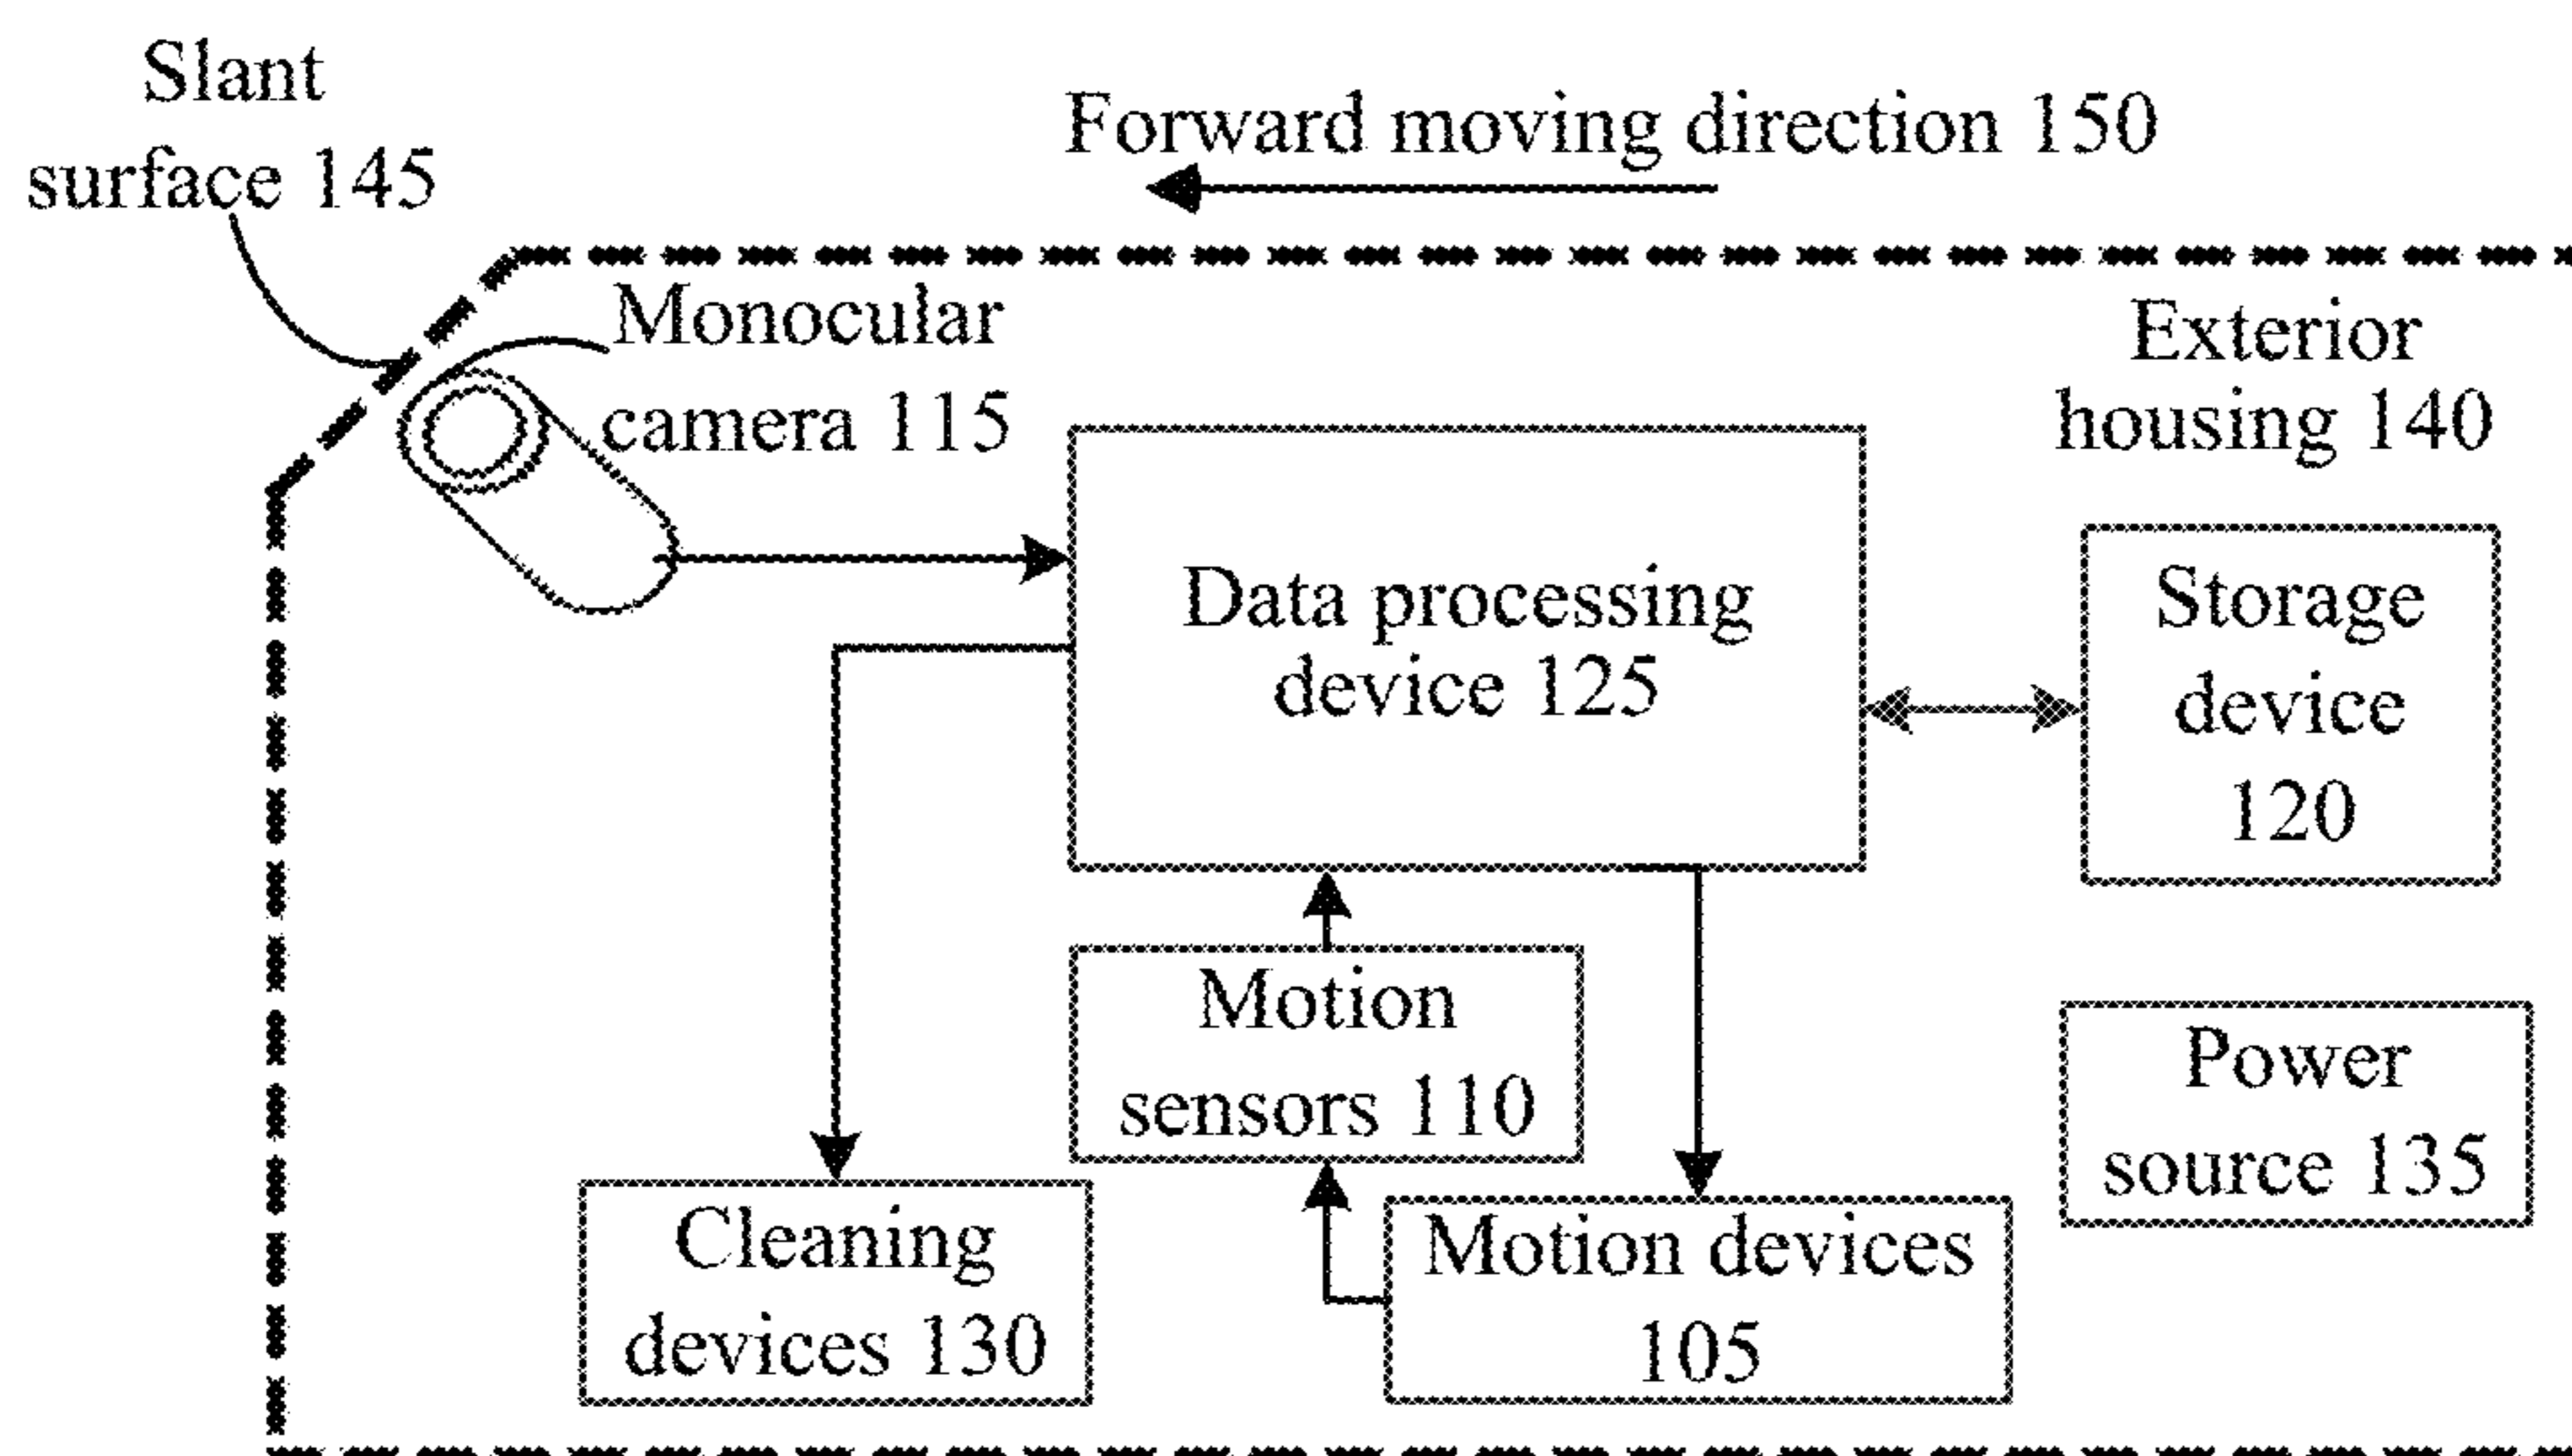 Slant
surface 145
Forward moving direction 150
Monocular
camera 115
Exterior
housing 140
Data processing
device 125
Storage
device
120
Motion
sensors 110
Power
source 135
Cleaning
devices 130
Motion devices
105